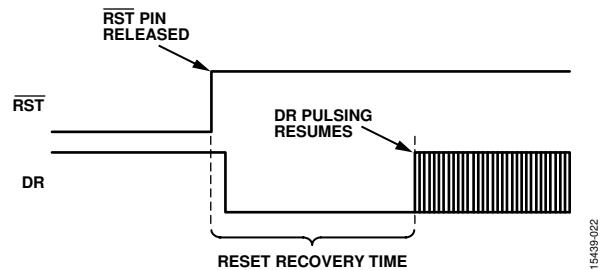 RST PIN
RELEASED
RST
DR PULSING
RESUMES
DR
RESET RECOVERY TIME
15439-022